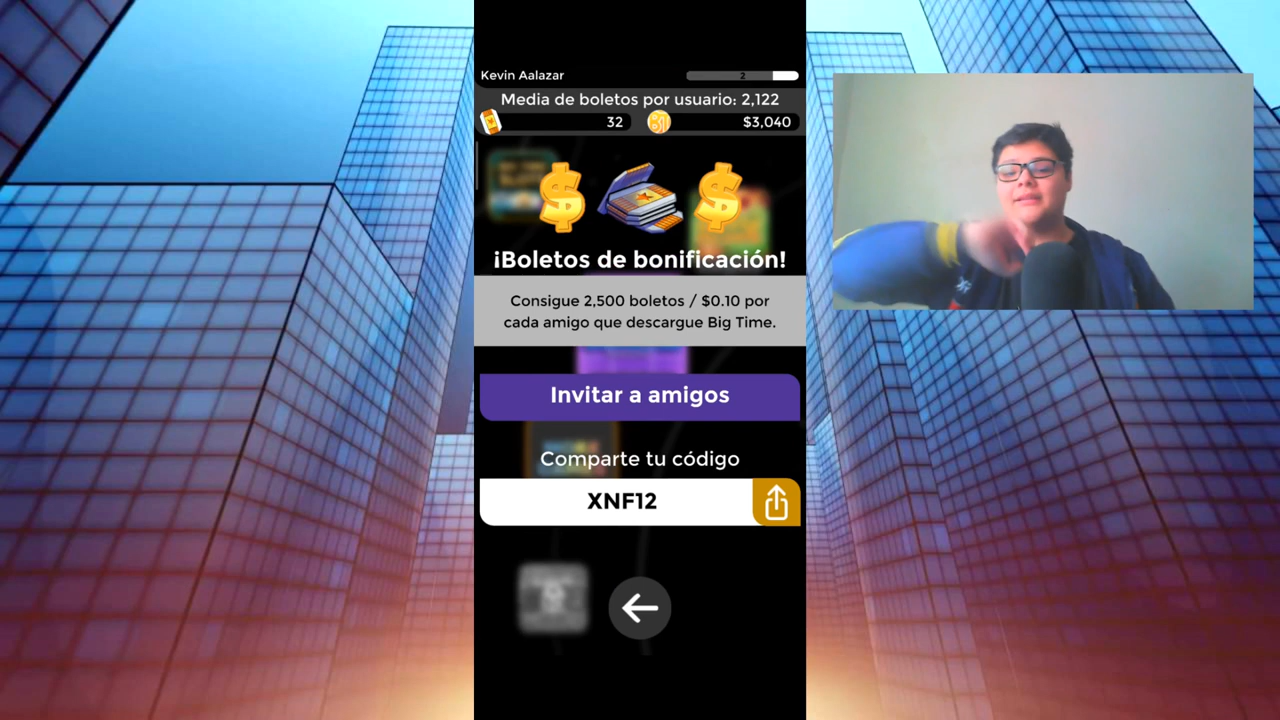 Kevin Aalazar
2
Media de boletos por usuario: 2,122
32
$3,040
¡Boletos de bonificación!
Consigue 2,500 boletos / $0.10 por
cada amigo que descargue Big Time.
Invitar a amigos
Comparte tu código
XNF12